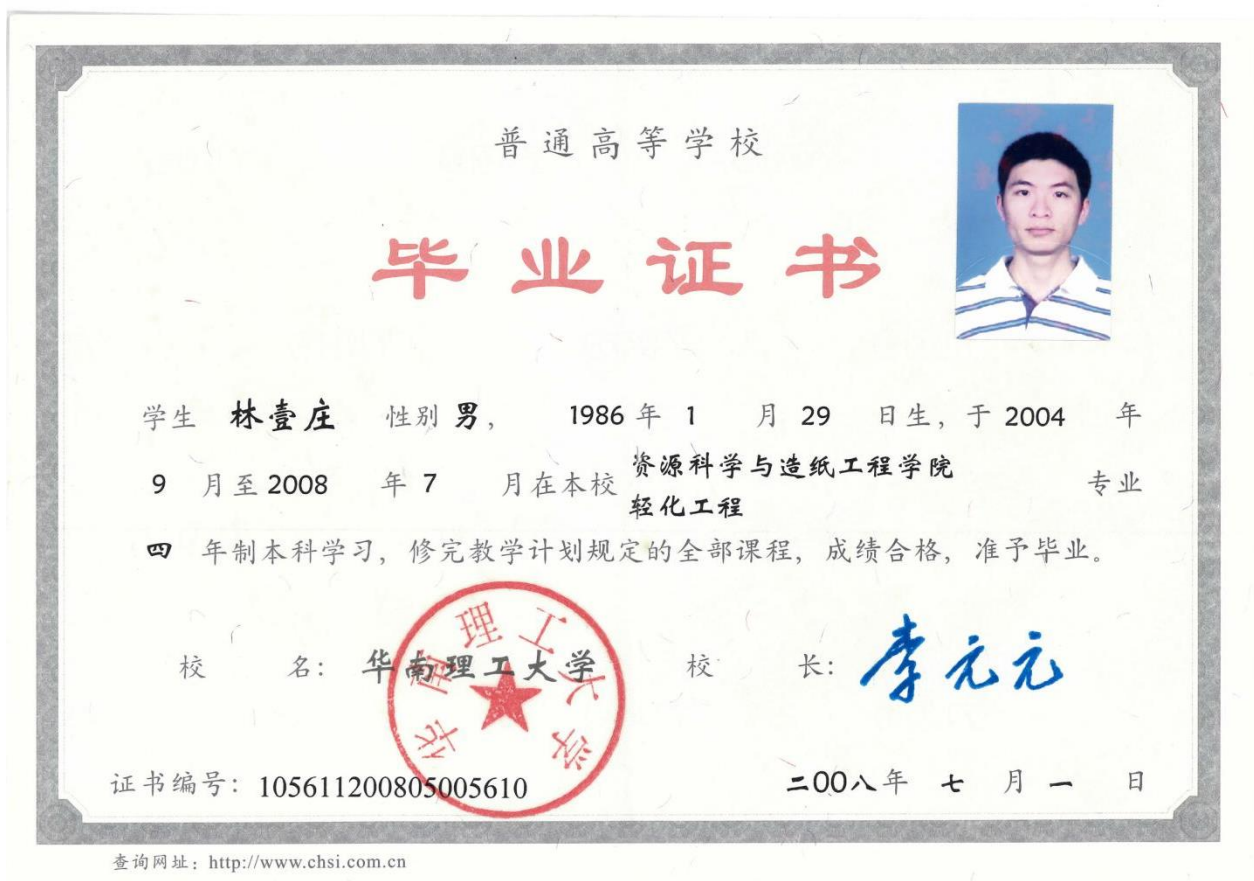 普通高等学校
毕业证书
学生 林壹庄 性别 男， 1986 年 1 月 29 日生，于 2004 年
9 月至 2008 年 7 月在本校 资源科学与造纸工程学院 轻化工程 专业
四 年制本科学习，修完教学计划规定的全部课程，成绩合格，准予毕业。
华南理工大学
校 名：华南理工大学 校 长：李元元
证书编号：105611200805005610 二00八年 七 月 一 日
查询网址：http://www.chsi.com.cn